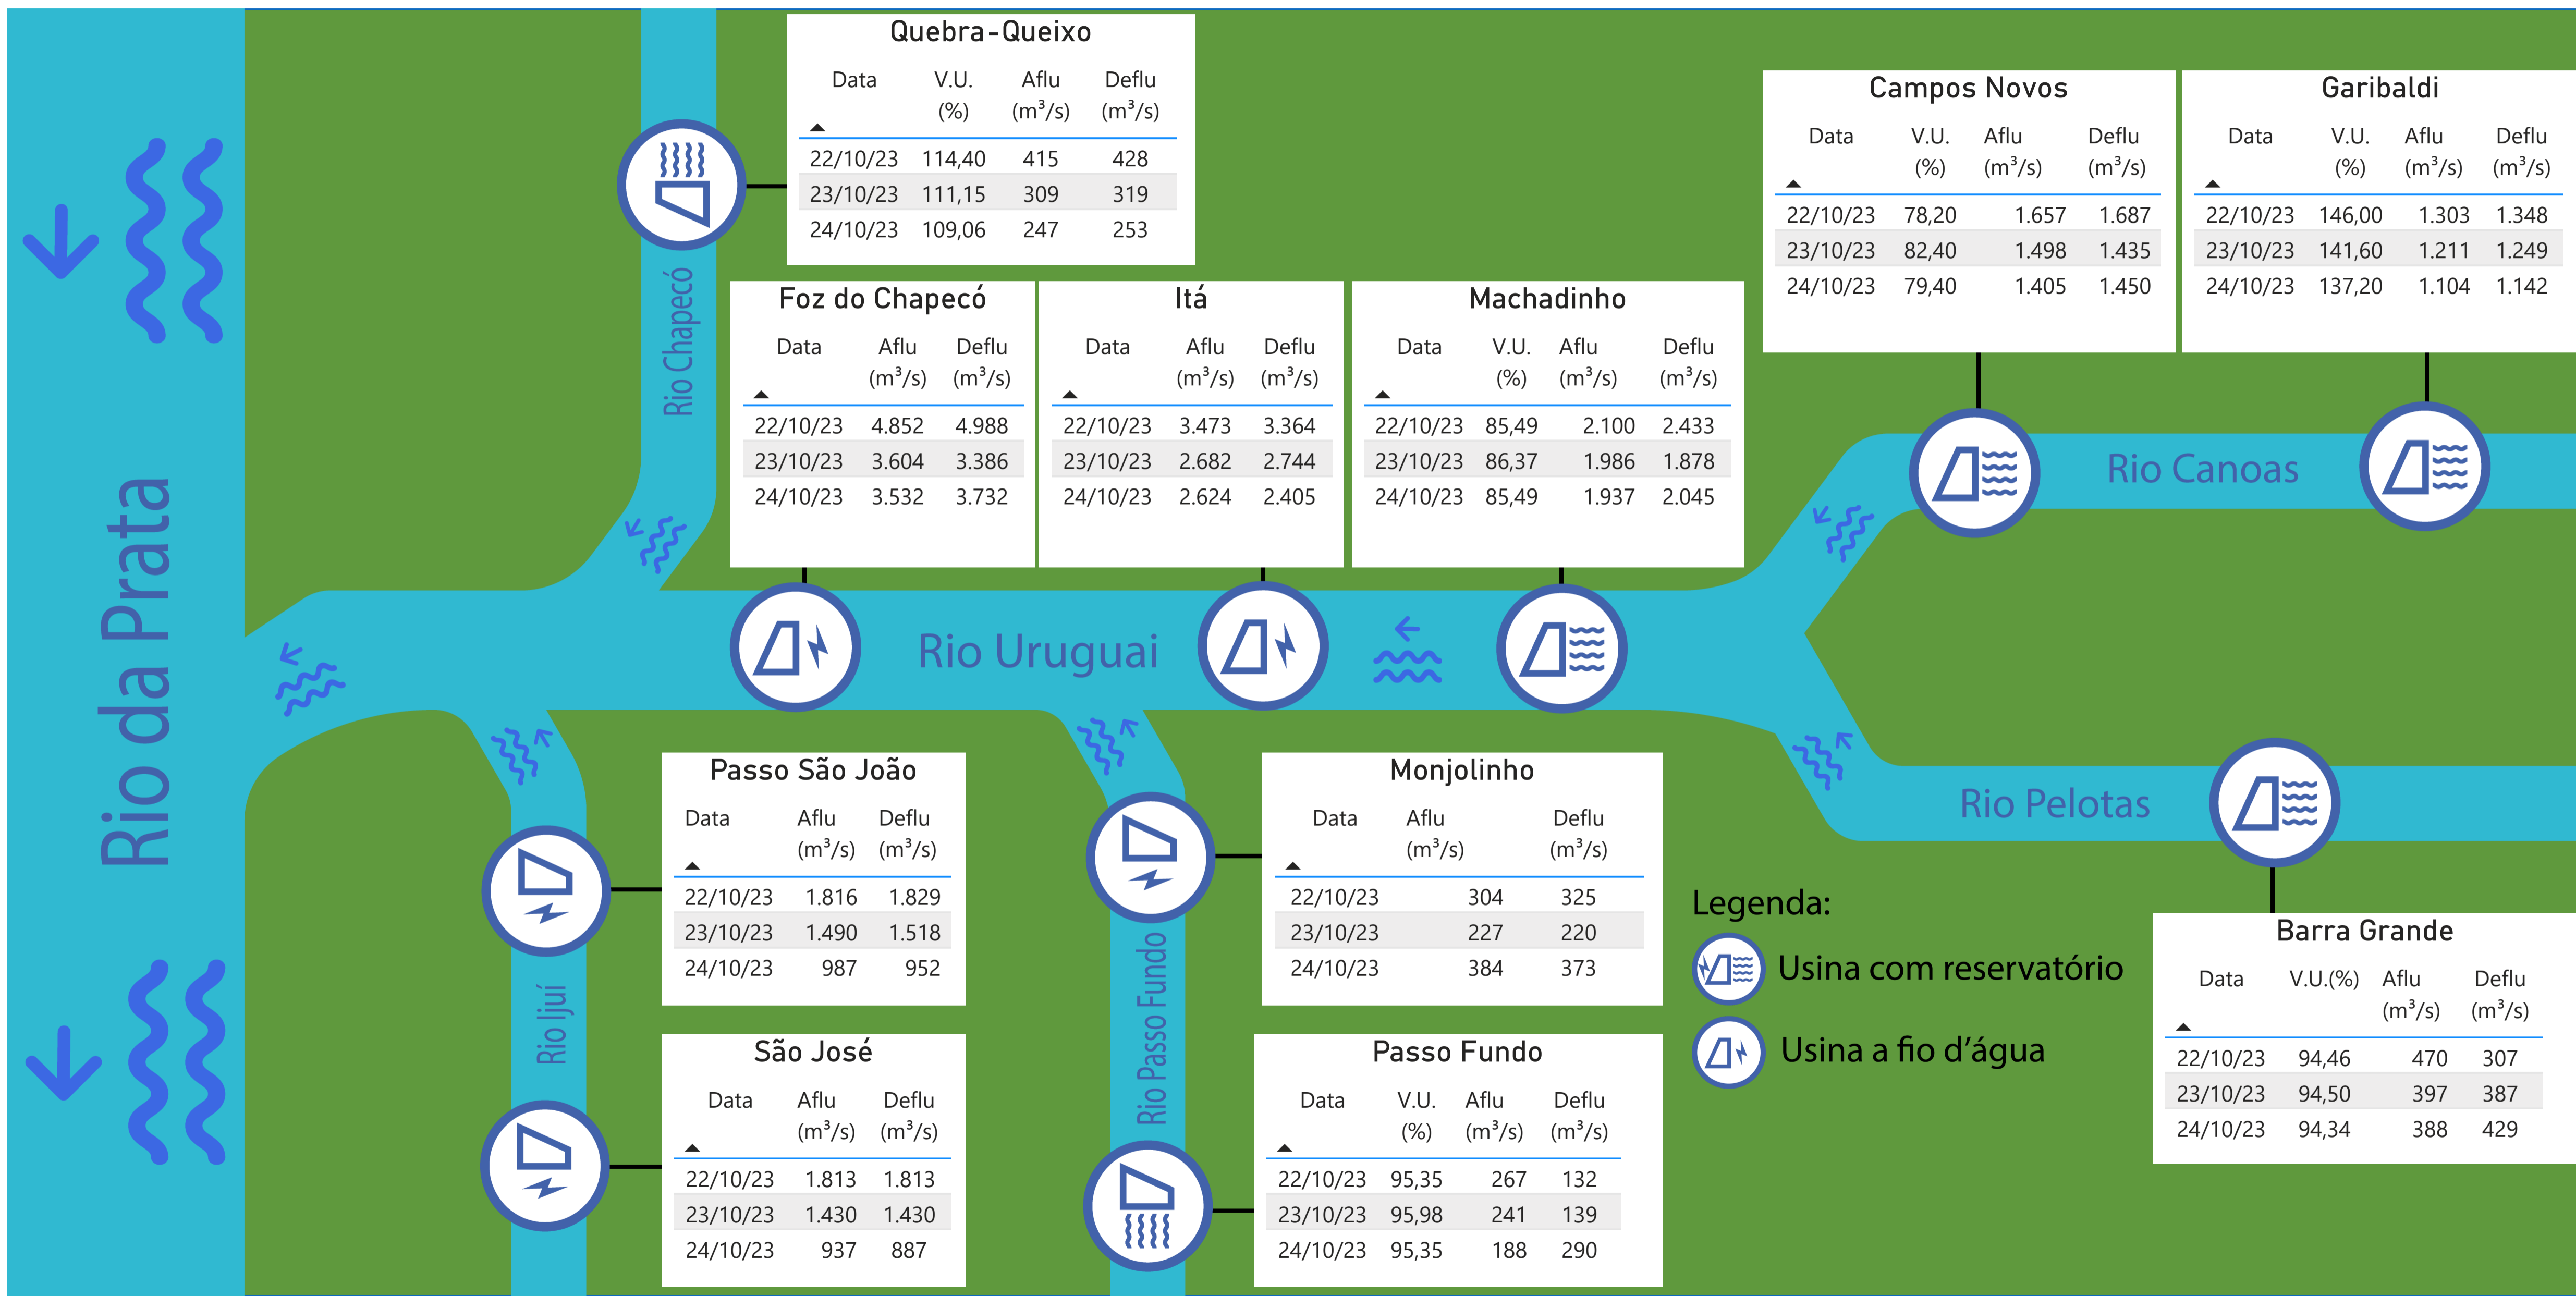 Rio da Prata
Quebra-Queixo
Data V.U. Aflu Deflu
(%) (m³/s) (m³/s)
22/10/23 114,40 415 428
23/10/23 111,15 309 319
24/10/23 109,06 247 253
Rio Chapecó
Campos Novos
Data V.U. Aflu Deflu
(%) (m³/s) (m³/s)
22/10/23 78,20 1.657 1.687
23/10/23 82,40 1.498 1.435
24/10/23 79,40 1.405 1.450
Garibaldi
Data V.U. Aflu Deflu
(%) (m³/s) (m³/s)
22/10/23 146,00 1.303 1.348
23/10/23 141,60 1.211 1.249
24/10/23 137,20 1.104 1.142
Foz do Chapecó
Data Aflu Deflu
(m³/s) (m³/s)
22/10/23 4.852 4.988
23/10/23 3.604 3.386
24/10/23 3.532 3.732
Itá
Data Aflu Deflu
(m³/s) (m³/s)
22/10/23 3.473 3.364
23/10/23 2.682 2.744
24/10/23 2.624 2.405
Machadinho
Data V.U. Aflu Deflu
(%) (m³/s) (m³/s)
22/10/23 85,49 2.100 2.433
23/10/23 86,37 1.986 1.878
24/10/23 85,49 1.937 2.045
Rio Canoas
Rio Uruguai
Rio Pelotas
Passo São João
Data Aflu Deflu
(m³/s) (m³/s)
22/10/23 1.816 1.829
23/10/23 1.490 1.518
24/10/23 987 952
Rio Ijuí
São José
Data Aflu Deflu
(m³/s) (m³/s)
22/10/23 1.813 1.813
23/10/23 1.430 1.430
24/10/23 937 887
Monjolinho
Data Aflu Deflu
(m³/s) (m³/s)
22/10/23 304 325
23/10/23 227 220
24/10/23 384 373
Rio Passo Fundo
Passo Fundo
Data V.U. Aflu Deflu
(%) (m³/s) (m³/s)
22/10/23 95,35 267 132
23/10/23 95,98 241 139
24/10/23 95,35 188 290
Legenda:
Usina com reservatório
Usina a fio d’água
Barra Grande
Data V.U.(%) Aflu Deflu
(m³/s) (m³/s)
22/10/23 94,46 470 307
23/10/23 94,50 397 387
24/10/23 94,34 388 429